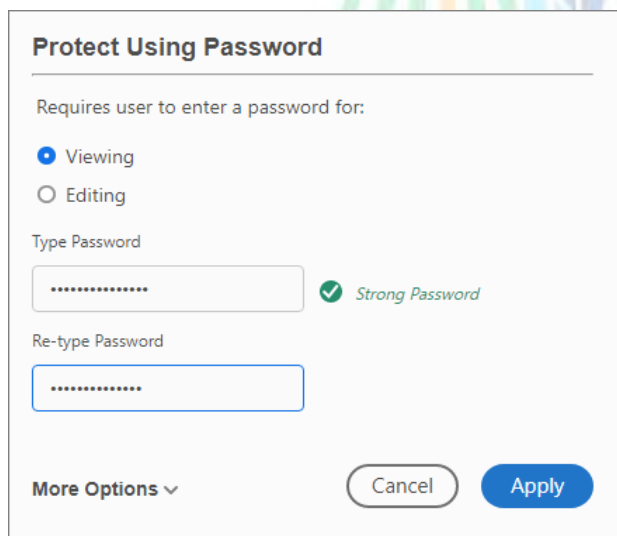 Protect Using Password
Requires user to enter a password for:
Viewing
Editing
Type Password
•••••••••••••••
Strong Password
Re-type Password
••••••••••••••
More Options
Cancel
Apply